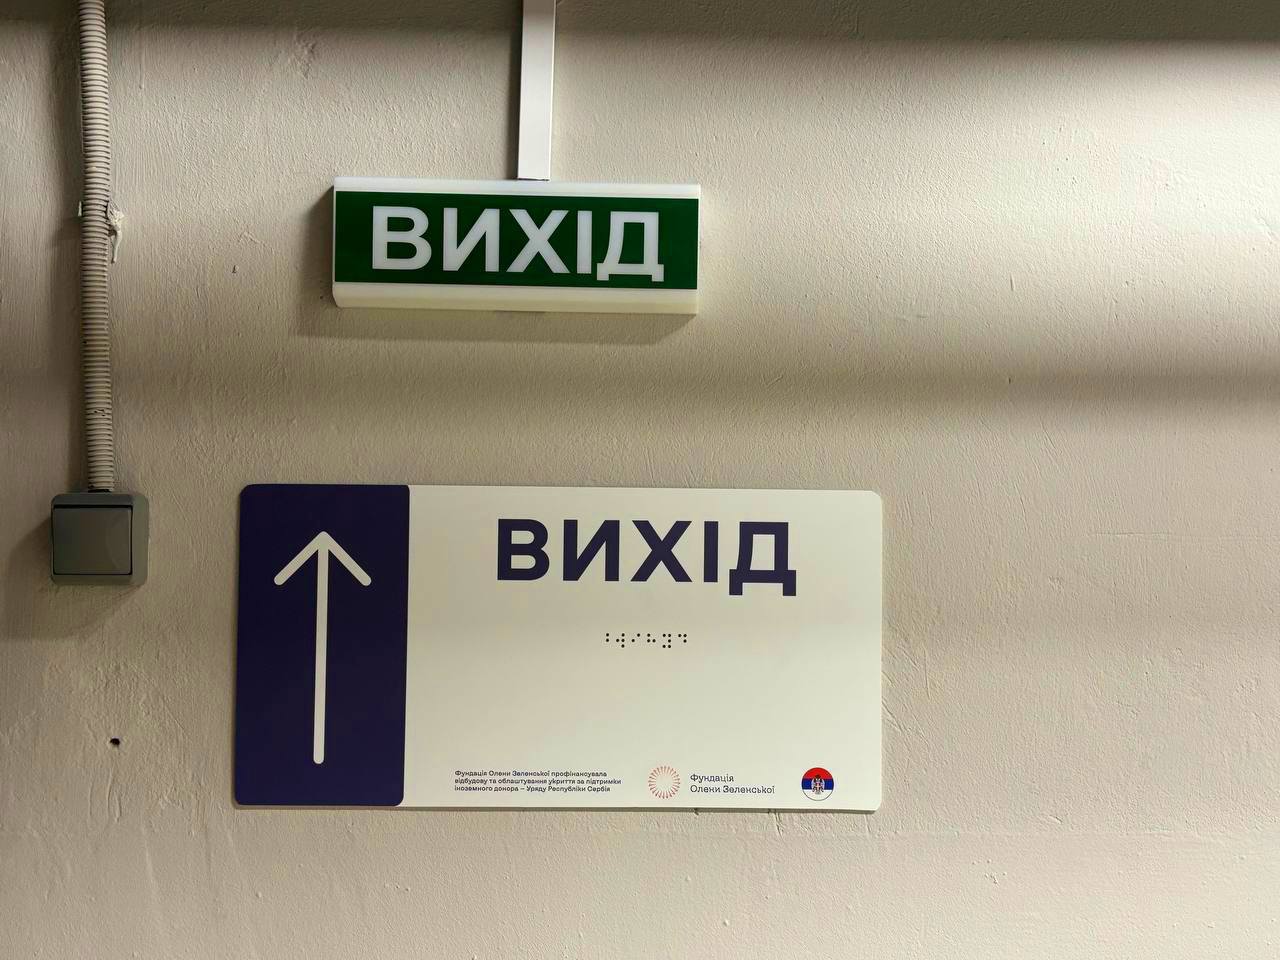 ВИХІД
ВИХІД
⠘⠺⠊⠓⠽⠙
Фундація Олени Зеленської профінансувала
відбудову та облаштування укриття за підтримки
іноземного донора – Уряду Республіки Сербія
Фундація
Олени Зеленської